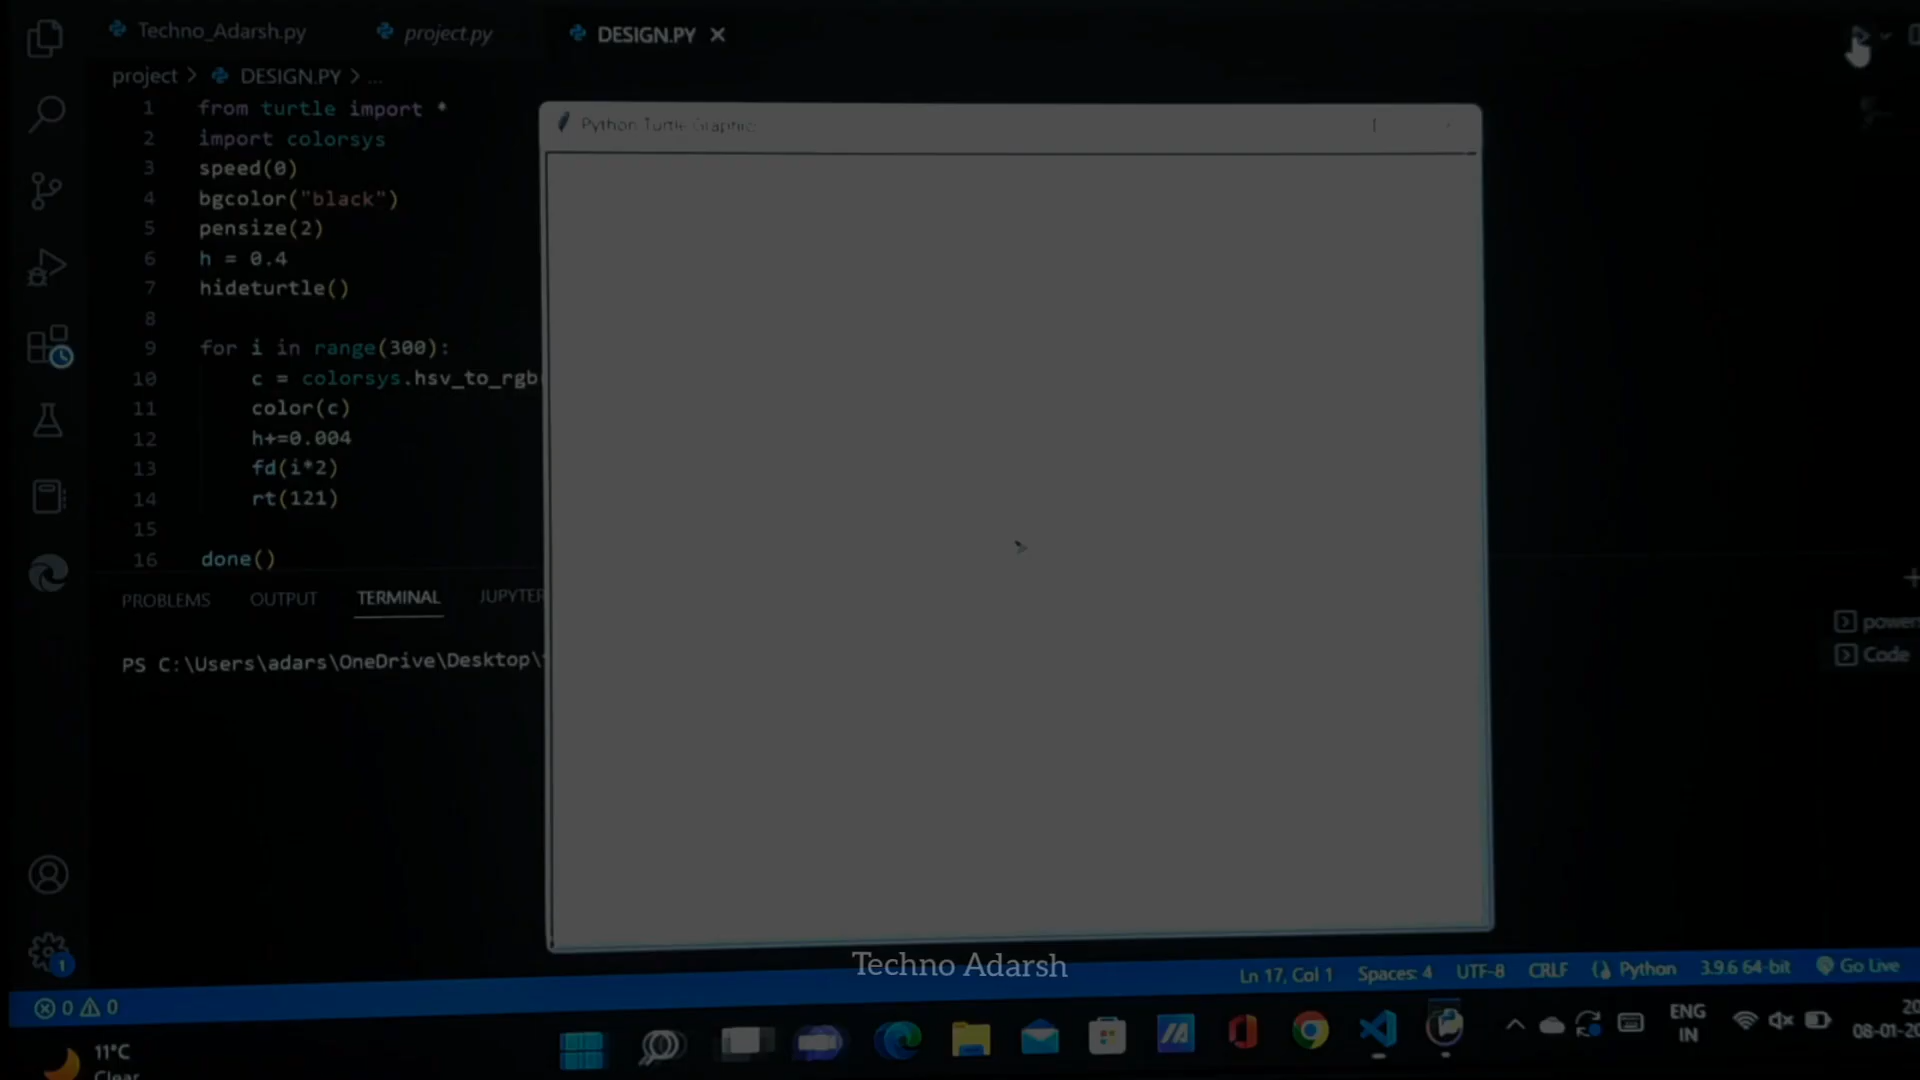 Techno_Adarsh.py project.py DESIGN.PY
project > DESIGN.PY > ...
1 from turtle import *
2 import colorsys
3 speed(0)
4 bgcolor("black")
5 pensize(2)
6 h = 0.4
7 hideturtle()
8
9 for i in range(300):
10 c = colorsys.hsv_to_rgb
11 color(c)
12 h+=0.004
13 fd(i*2)
14 rt(121)
15
16 done()
Python Turtle Graphics
PROBLEMS OUTPUT TERMINAL JUPYTER
PS C:\Users\adars\OneDrive\Desktop\
Code
Techno Adarsh
Ln 17, Col 1 Spaces: 4 UTF-8 CRLF Python 3.9.6 64-bit Go Live
0 0
1
11°C
Clear
ENG
IN
08-01-20